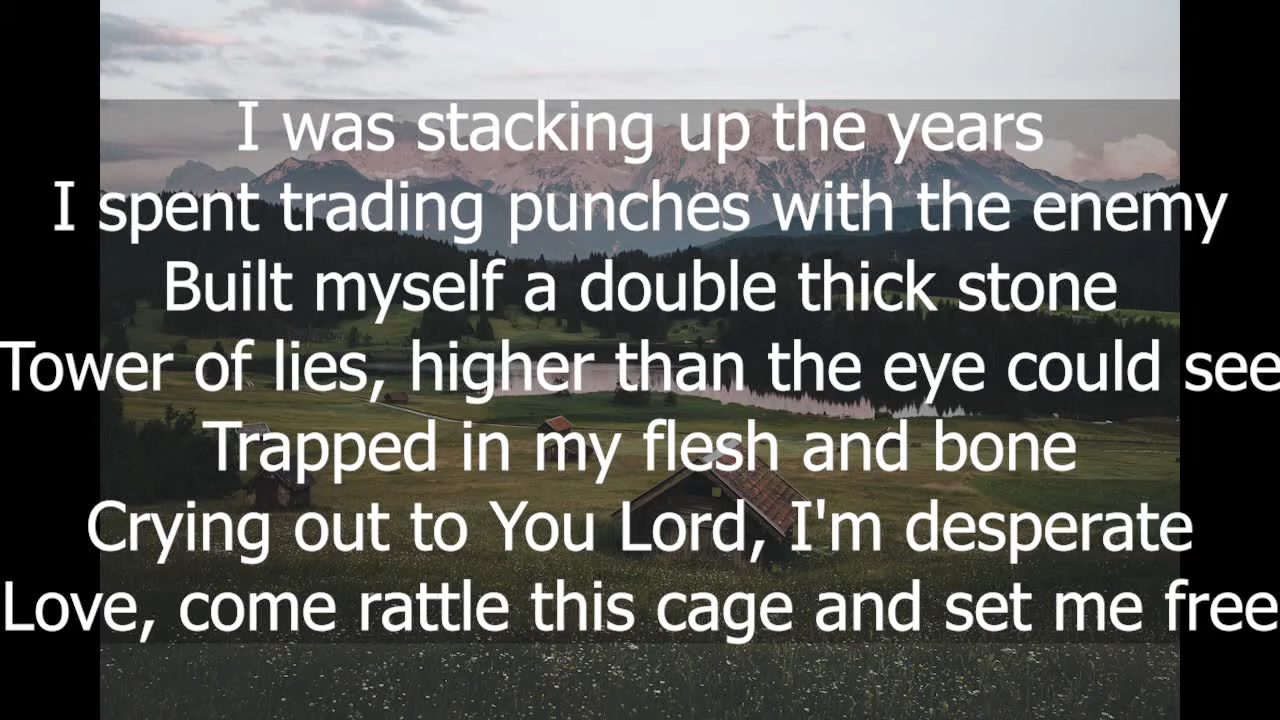 I was stacking up the years
I spent trading punches with the enemy
Built myself a double thick stone
Tower of lies, higher than the eye could see
Trapped in my flesh and bone
Crying out to You Lord, I'm desperate
Love, come rattle this cage and set me free